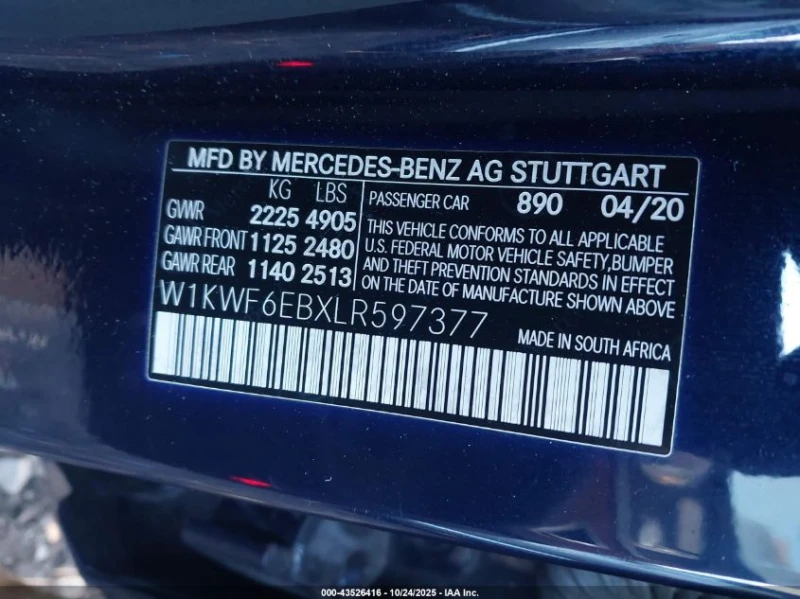 MFD BY MERCEDES-BENZ AG STUTTGART
KG LBS
GVWR 2225 4905
GAWR FRONT 1125 2480
GAWR REAR 1140 2513
PASSENGER CAR 890 04/20
THIS VEHICLE CONFORMS TO ALL APPLICABLE
U.S. FEDERAL MOTOR VEHICLE SAFETY,BUMPER
AND THEFT PREVENTION STANDARDS IN EFFECT
ON THE DATE OF MANUFACTURE SHOWN ABOVE
W1KWF6EBXLR597377
MADE IN SOUTH AFRICA
000-43526416 - 10/24/2025 - IAA Inc.